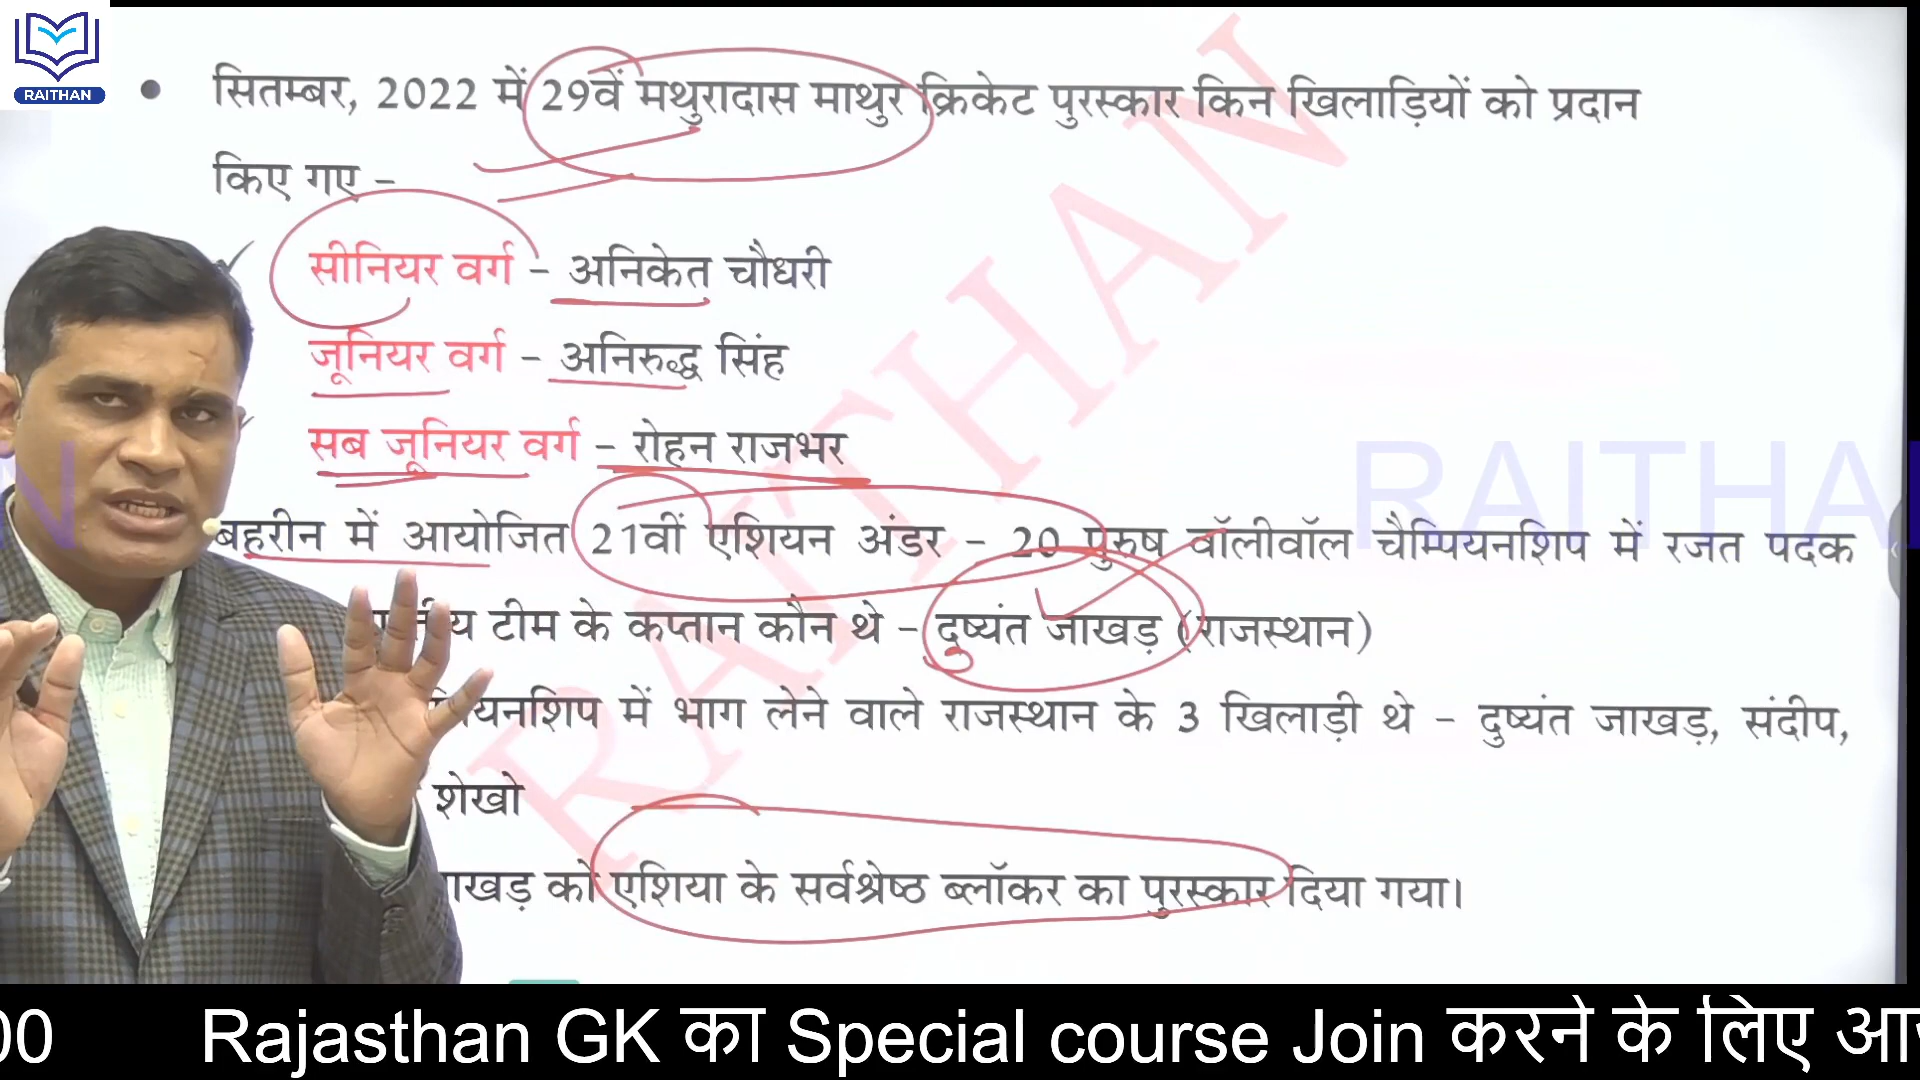 RAITHAN
• सितम्बर, 2022 में 29वें मथुरादास माथुर क्रिकेट पुरस्कार किन खिलाड़ियों को प्रदान
किए गए –
सीनियर वर्ग – अनिकेत चौधरी
जूनियर वर्ग – अनिरुद्ध सिंह
सब जूनियर वर्ग – रोहन राजभर
बहरीन में आयोजित 21वीं एशियन अंडर – 20 पुरुष वॉलीवॉल चैम्पियनशिप में रजत पदक
टीम के कप्तान कौन थे – दुष्यंत जाखड़ (राजस्थान)
में भाग लेने वाले राजस्थान के 3 खिलाड़ी थे – दुष्यंत जाखड़, संदीप,
शेखो
को एशिया के सर्वश्रेष्ठ ब्लॉकर का पुरस्कार दिया गया।
RAITHAN
RAITHAN
Rajasthan GK का Special course Join करने के लिए